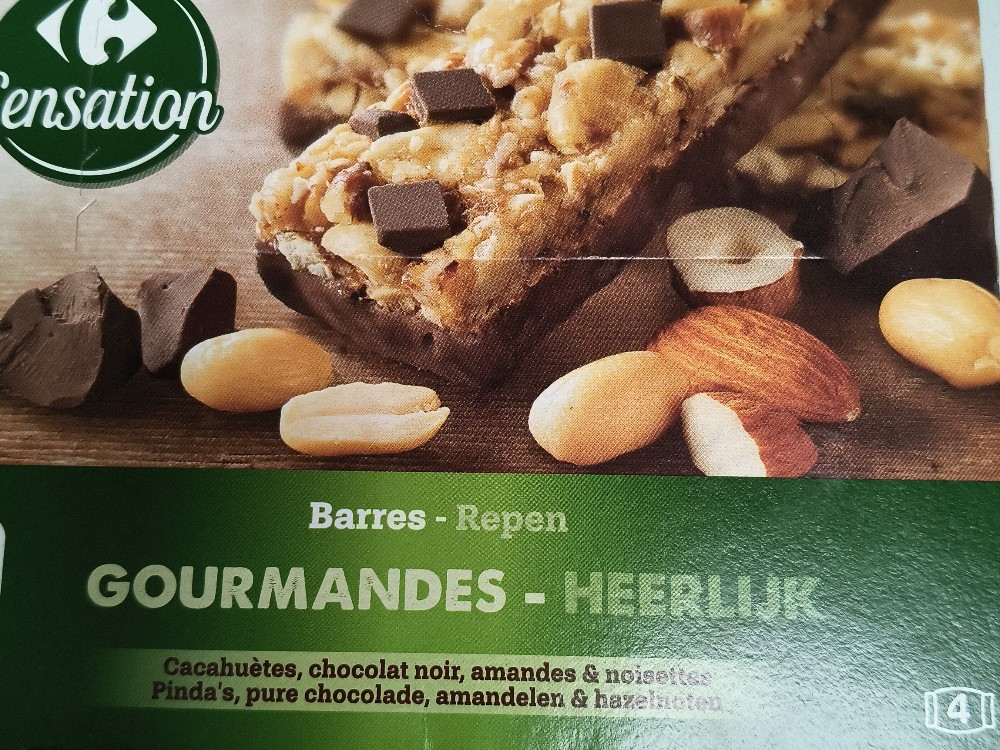 Sensation
Barres - Repen
GOURMANDES - HEERLIJK
Cacahuètes, chocolat noir, amandes & noisettes
Pinda's, pure chocolade, amandelen & hazelnoten
4